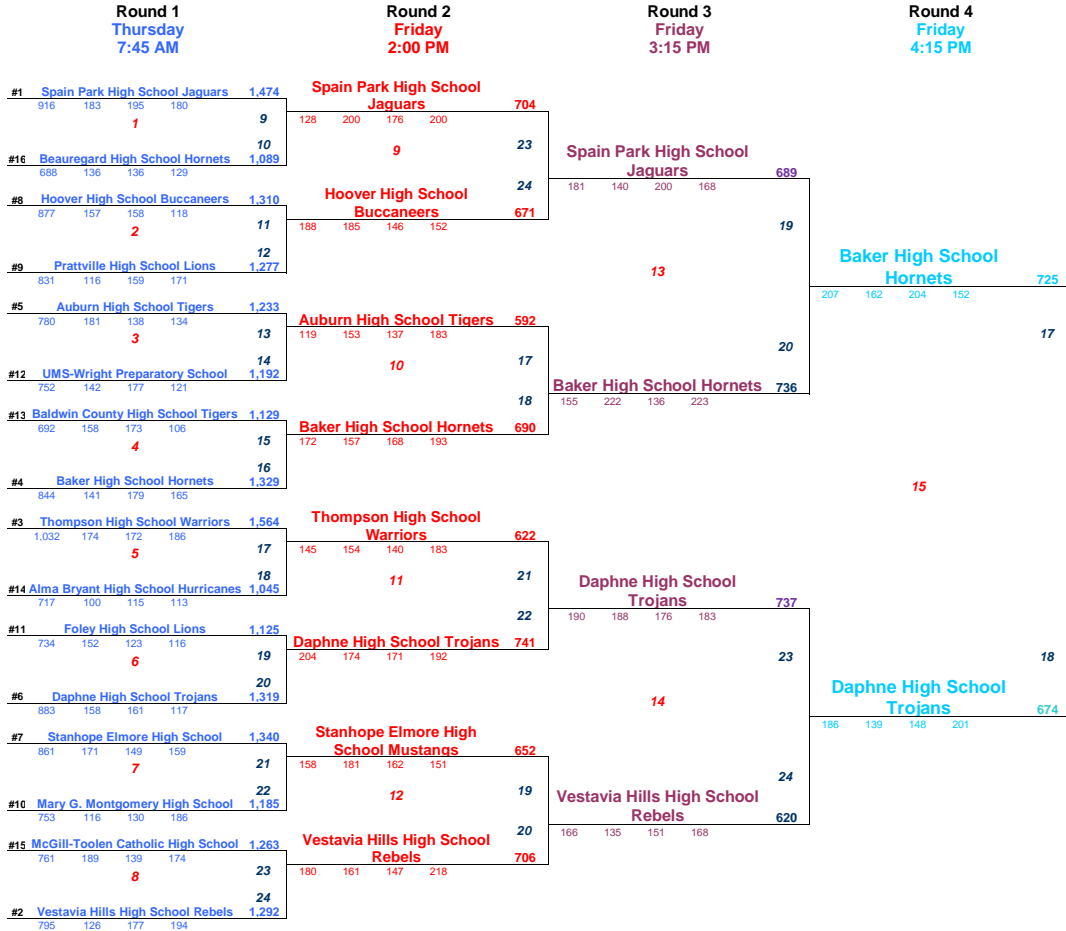 Round 1
Thursday
7:45 AM
Round 2
Friday
2:00 PM
Round 3
Friday
3:15 PM
Round 4
Friday
4:15 PM
#1 Spain Park High School Jaguars 1,474
916 183 195 180
1
9
10
#16 Beauregard High School Hornets 1,089
688 136 136 129
#8 Hoover High School Buccaneers 1,310
877 157 158 118
2
11
12
#9 Prattville High School Lions 1,277
831 116 159 171
#5 Auburn High School Tigers 1,233
780 181 138 134
3
13
14
#12 UMS-Wright Preparatory School 1,192
752 142 177 121
#13 Baldwin County High School Tigers 1,129
692 158 173 106
4
15
16
#4 Baker High School Hornets 1,329
844 141 179 165
#3 Thompson High School Warriors 1,564
1,032 174 172 186
5
17
18
#14 Alma Bryant High School Hurricanes 1,045
717 100 115 113
#11 Foley High School Lions 1,125
734 152 123 116
6
19
20
#6 Daphne High School Trojans 1,319
883 158 161 117
#7 Stanhope Elmore High School 1,340
861 171 149 159
7
21
22
#10 Mary G. Montgomery High School 1,185
753 116 130 186
#15 McGill-Toolen Catholic High School 1,263
761 189 139 174
8
23
24
#2 Vestavia Hills High School Rebels 1,292
795 126 177 194
Spain Park High School
Jaguars 704
128 200 176 200
9
23
24
Hoover High School
Buccaneers 671
188 185 146 152
Auburn High School Tigers 592
119 153 137 183
10
17
18
Baker High School Hornets 690
172 157 168 193
Thompson High School
Warriors 622
145 154 140 183
11
21
22
Daphne High School Trojans 741
204 174 171 192
Stanhope Elmore High
School Mustangs 652
158 181 162 151
12
19
20
Vestavia Hills High School
Rebels 706
180 161 147 218
Spain Park High School
Jaguars 689
181 140 200 168
19
13
20
Baker High School Hornets 736
155 222 136 223
Daphne High School
Trojans 737
190 188 176 183
23
14
24
Vestavia Hills High School
Rebels 620
166 135 151 168
Baker High School
Hornets 725
207 162 204 152
17
15
18
Daphne High School
Trojans 674
186 139 148 201